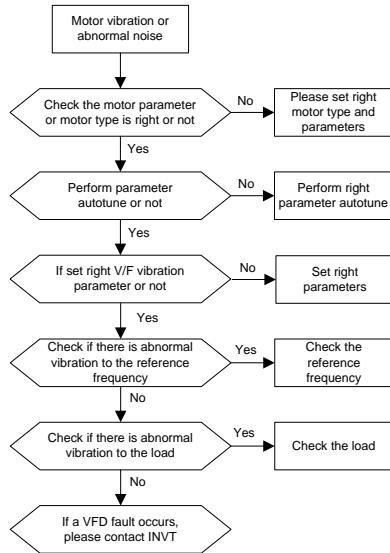 Motor vibration or
abnormal noise
Check the motor parameter
or motor type is right or not
No
Please set right
motor type and
parameters
Yes
Perform parameter
autotune or not
No
Perform right
parameter autotune
Yes
If set right V/F vibration
parameter or not
No
Set right
parameters
Yes
Check if there is abnormal
vibration to the reference
frequency
Yes
Check the
reference
frequency
No
Check if there is abnormal
vibration to the load
Yes
Check the load
No
If a VFD fault occurs,
please contact INVT